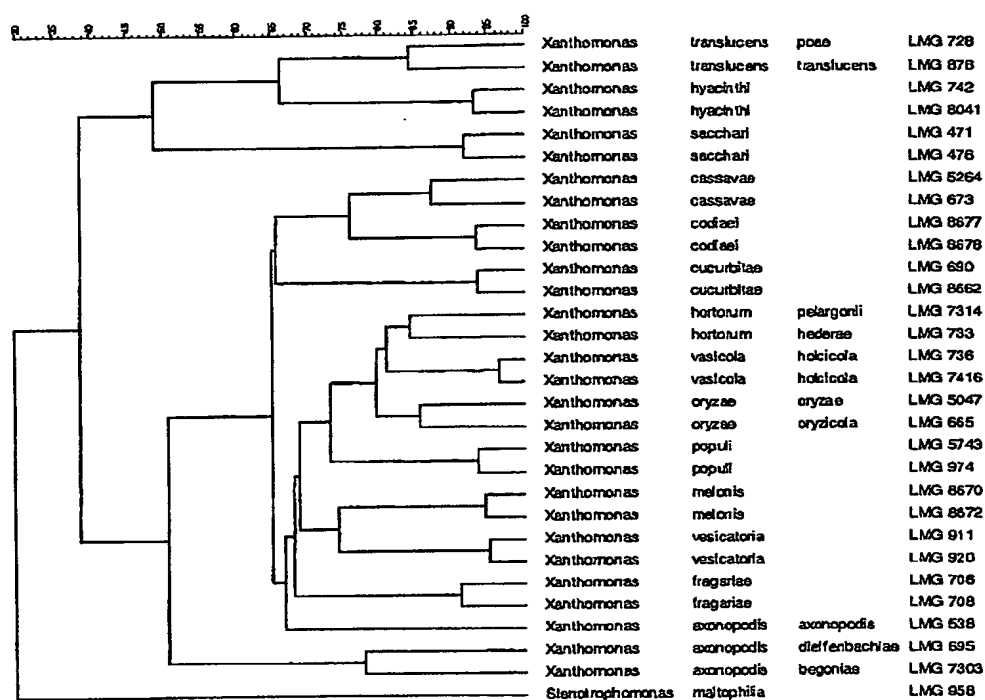 Xanthomonas translucens poae LMG 728
Xanthomonas translucens translucens LMG 876
Xanthomonas hyacinthi LMG 742
Xanthomonas hyacinthi LMG 8041
Xanthomonas sacchari LMG 471
Xanthomonas sacchari LMG 476
Xanthomonas cassavae LMG 5264
Xanthomonas cassavae LMG 673
Xanthomonas codiaei LMG 8677
Xanthomonas codiaei LMG 8678
Xanthomonas cucurbitae LMG 690
Xanthomonas cucurbitae LMG 8662
Xanthomonas hortorum pelargonii LMG 7314
Xanthomonas hortorum hederae LMG 733
Xanthomonas vasicola holcicola LMG 736
Xanthomonas vasicola holcicola LMG 7416
Xanthomonas oryzae oryzae LMG 5047
Xanthomonas oryzae oryzicola LMG 665
Xanthomonas populi LMG 5743
Xanthomonas populi LMG 974
Xanthomonas melonis LMG 8670
Xanthomonas melonis LMG 8672
Xanthomonas vesicatoria LMG 911
Xanthomonas vesicatoria LMG 920
Xanthomonas fragariae LMG 706
Xanthomonas fragariae LMG 708
Xanthomonas axonopodis axonopodis LMG 538
Xanthomonas axonopodis dieffenbachiae LMG 695
Xanthomonas axonopodis begoniae LMG 7303
Stenotrophomonas maltophilia LMG 958